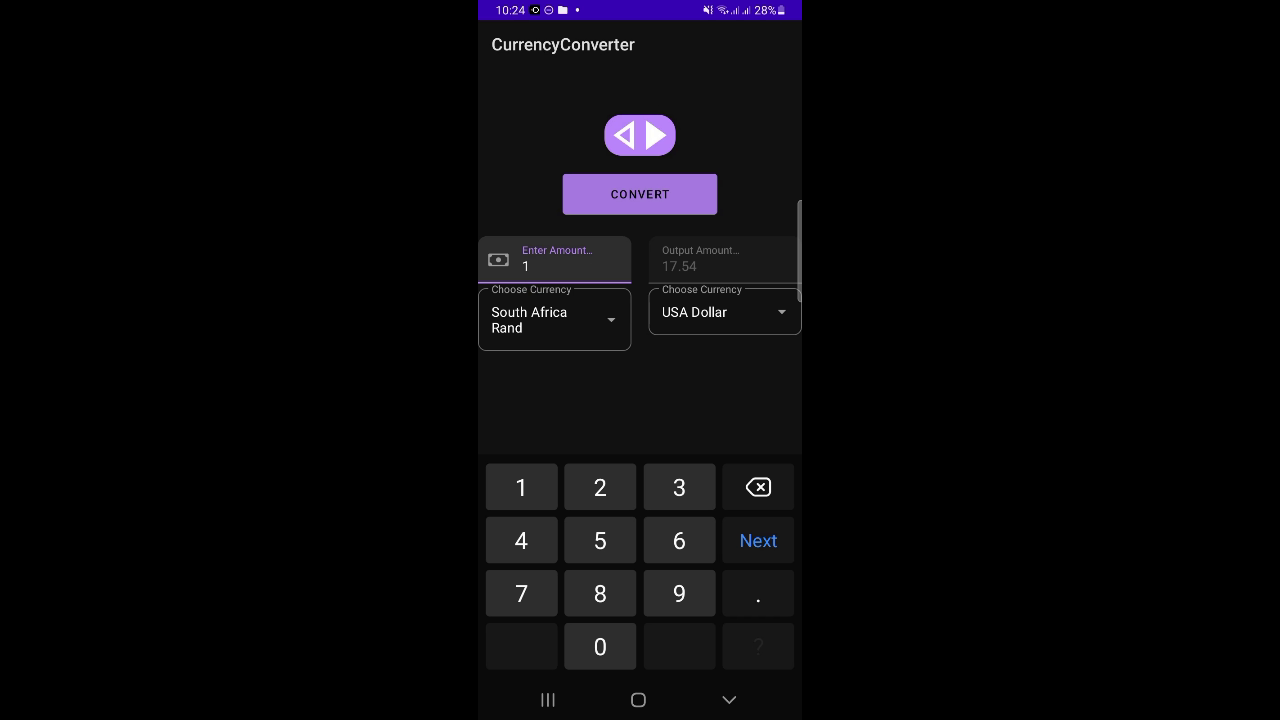 10:24 28%
CurrencyConverter
CONVERT
Enter Amount…
1
Output Amount…
17.54
Choose Currency
South Africa
Rand
Choose Currency
USA Dollar
1 2 3
4 5 6 Next
7 8 9 .
0 ?